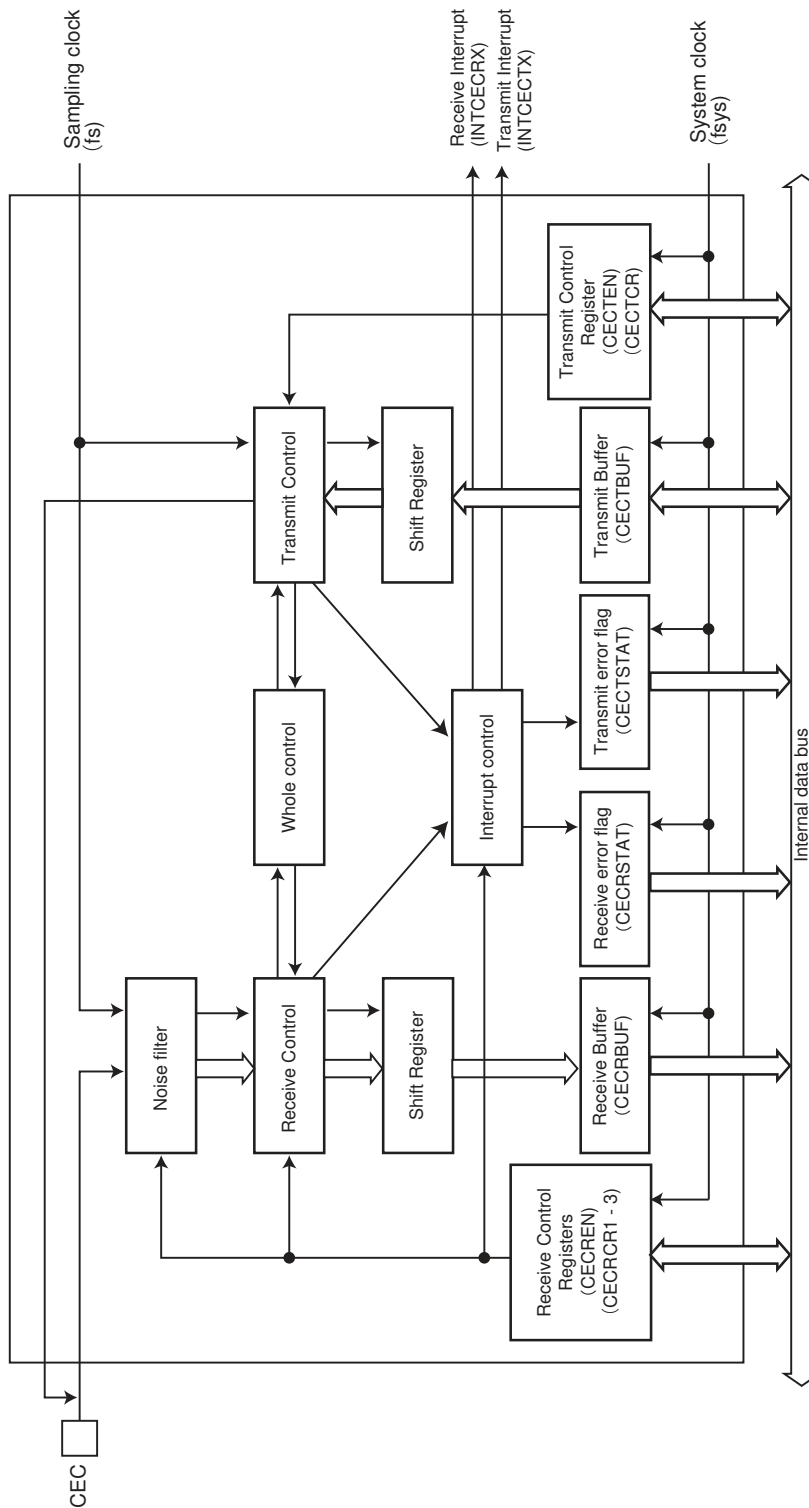 CEC
Sampling clock
(fs)
Noise filter
Receive Control
Whole control
Transmit Control
Shift Register
Shift Register
Interrupt control
Receive Interrupt
(INTCECRX)
Transmit Interrupt
(INTCECTX)
Receive Control
Registers
(CECREN)
(CECRCR1 - 3)
Receive Buffer
(CECRBUF)
Receive error flag
(CECRSTAT)
Transmit error flag
(CECTSTAT)
Transmit Buffer
(CECTBUF)
Transmit Control
Register
(CECTEN)
(CECTCR)
System clock
(fsys)
Internal data bus